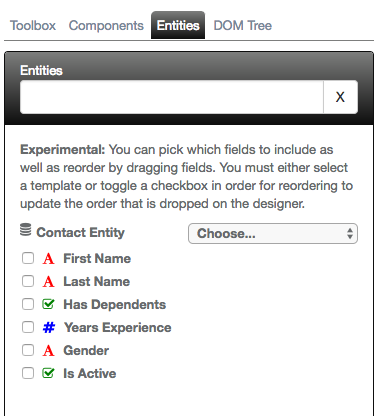 Toolbox Components Entities DOM Tree
Entities
X
Experimental: You can pick which fields to include as
well as reorder by dragging fields. You must either select
a template or toggle a checkbox in order for reordering to
update the order that is dropped on the designer.
Contact Entity Choose...
A First Name
A Last Name
Has Dependents
# Years Experience
A Gender
Is Active